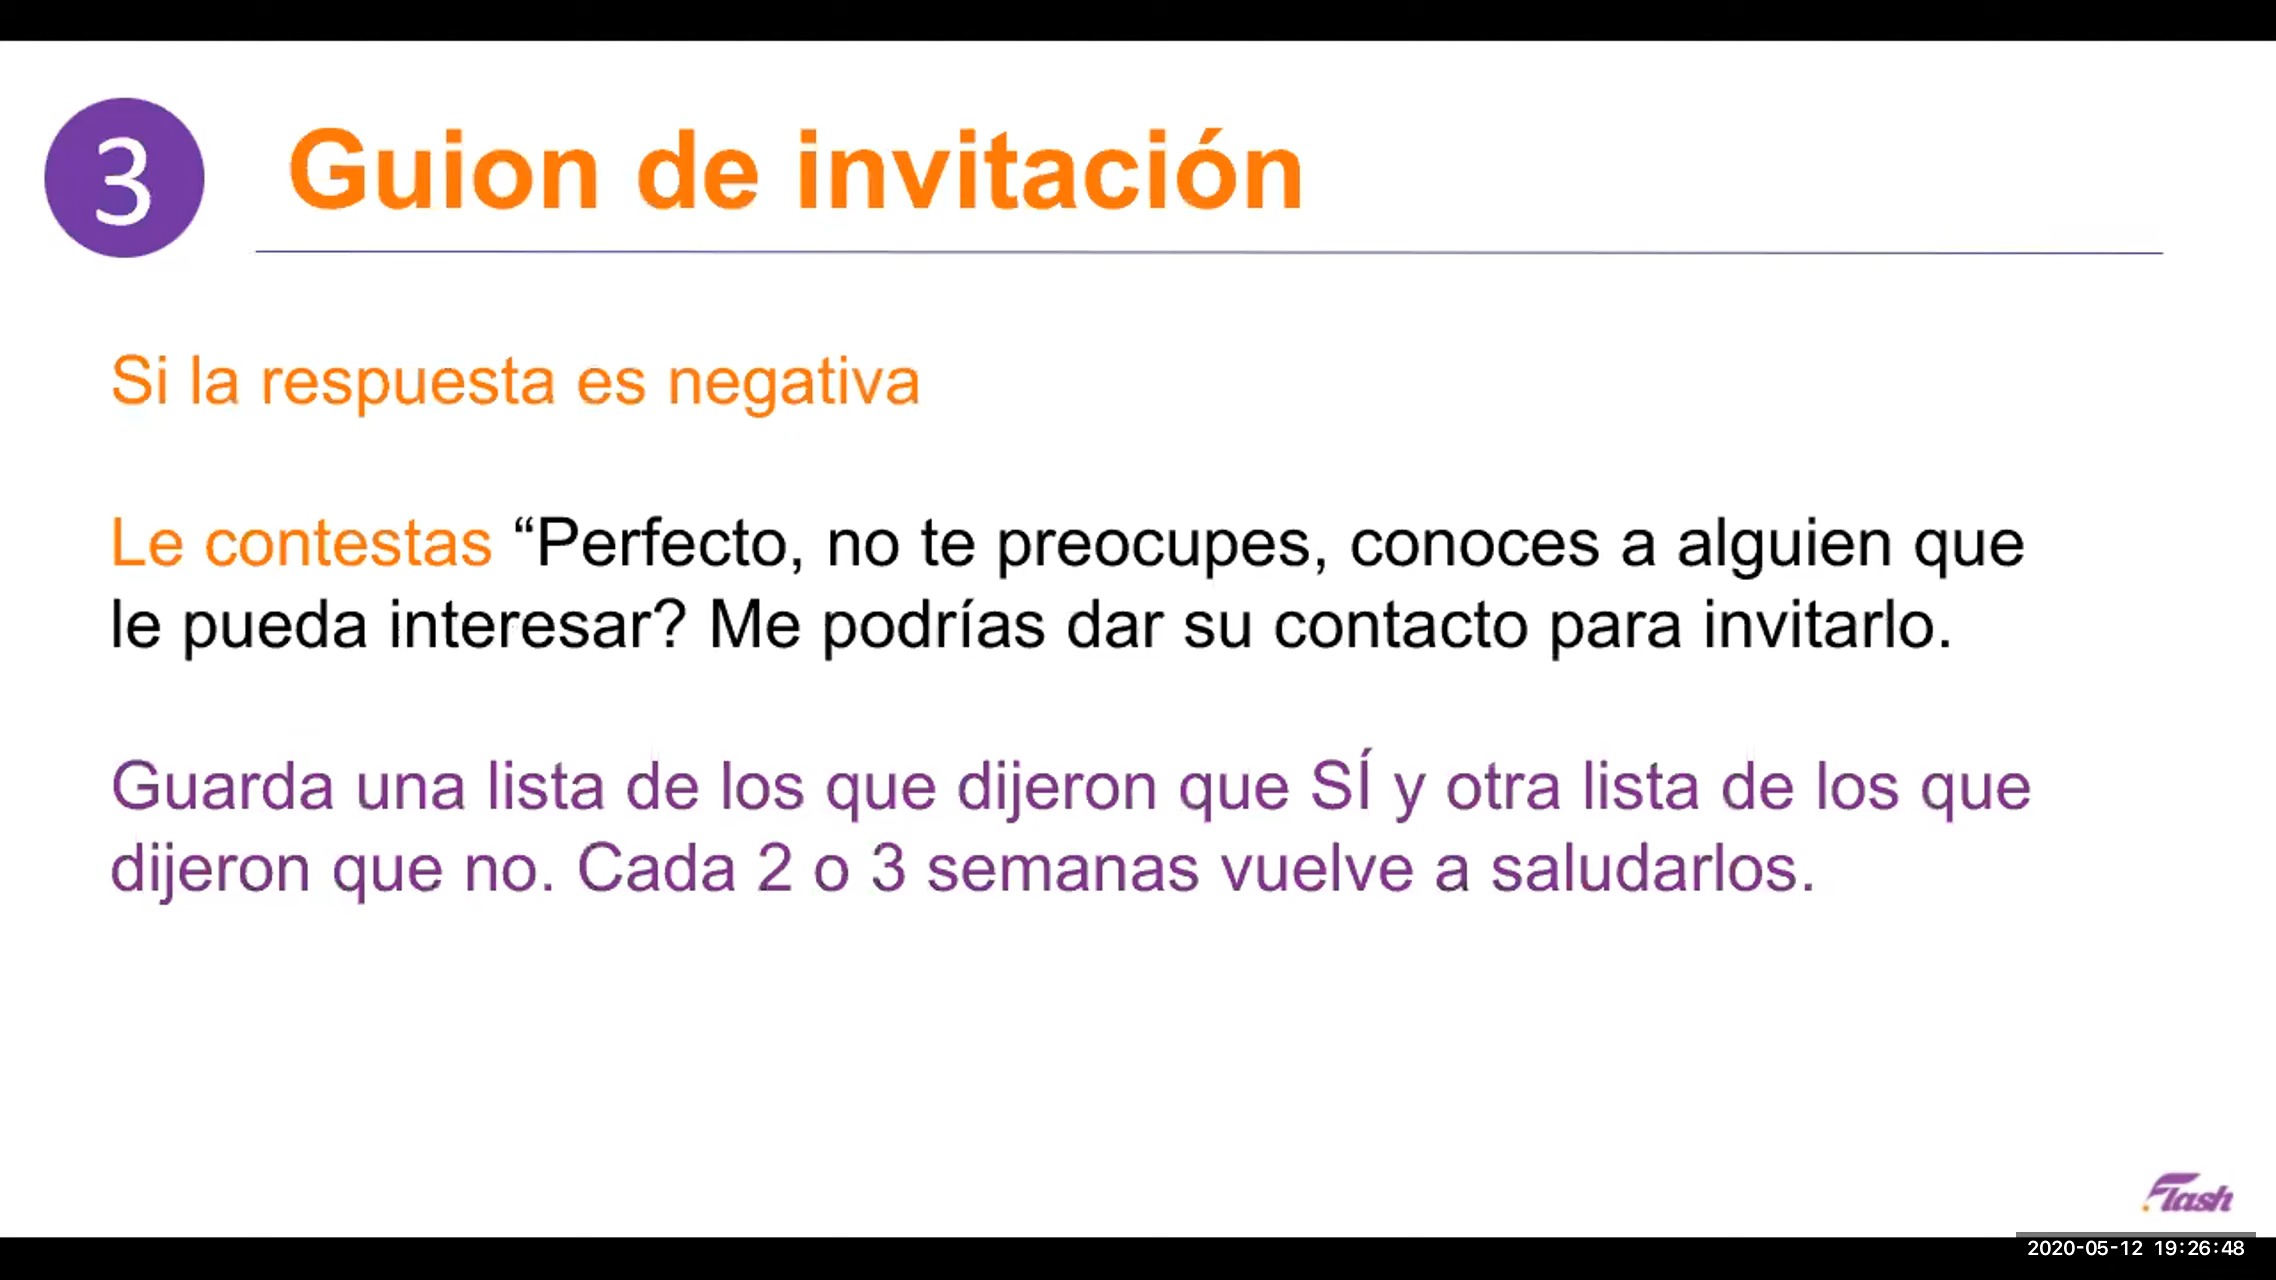 3
Guion de invitación
Si la respuesta es negativa
Le contestas “Perfecto, no te preocupes, conoces a alguien que
le pueda interesar? Me podrías dar su contacto para invitarlo.
Guarda una lista de los que dijeron que SÍ y otra lista de los que
dijeron que no. Cada 2 o 3 semanas vuelve a saludarlos.
Flash
2020-05-12 19:26:48